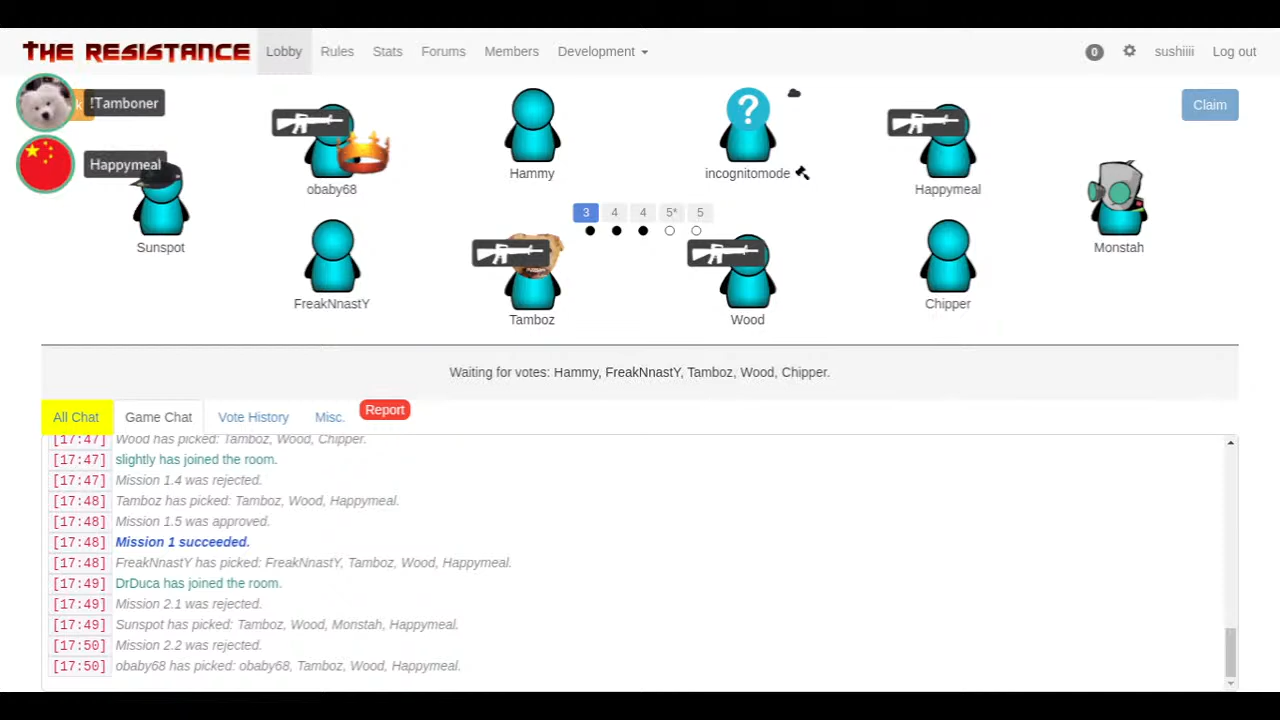 THE RESISTANCE Lobby Rules Stats Forums Members Development 0 sushiiii Log out
!Tamboner
Claim
Happymeal
obaby68
Hammy
?
incognitomode
Happymeal
Sunspot
Monstah
3 4 4 5* 5
FreakNnastY
Tamboz
Wood
Chipper
Waiting for votes: Hammy, FreakNnastY, Tamboz, Wood, Chipper.
All Chat Game Chat Vote History Misc. Report
[17:47] Wood has picked: Tamboz, Wood, Chipper.
[17:47] slightly has joined the room.
[17:47] Mission 1.4 was rejected.
[17:48] Tamboz has picked: Tamboz, Wood, Happymeal.
[17:48] Mission 1.5 was approved.
[17:48] Mission 1 succeeded.
[17:48] FreakNnastY has picked: FreakNnastY, Tamboz, Wood, Happymeal.
[17:49] DrDuca has joined the room.
[17:49] Mission 2.1 was rejected.
[17:49] Sunspot has picked: Tamboz, Wood, Monstah, Happymeal.
[17:50] Mission 2.2 was rejected.
[17:50] obaby68 has picked: obaby68, Tamboz, Wood, Happymeal.